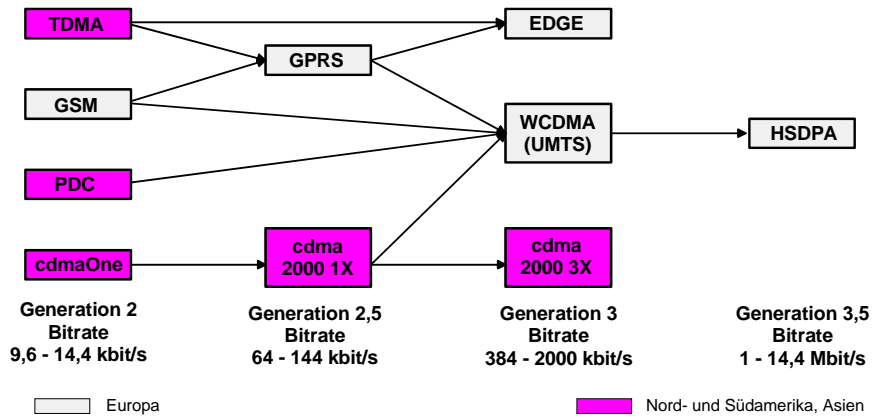 TDMA
EDGE
GPRS
GSM
WCDMA
(UMTS)
HSDPA
PDC
cdmaOne
cdma
2000 1X
cdma
2000 3X
Generation 2
Bitrate
9,6 - 14,4 kbit/s
Generation 2,5
Bitrate
64 - 144 kbit/s
Generation 3
Bitrate
384 - 2000 kbit/s
Generation 3,5
Bitrate
1 - 14,4 Mbit/s
Europa
Nord- und Südamerika, Asien